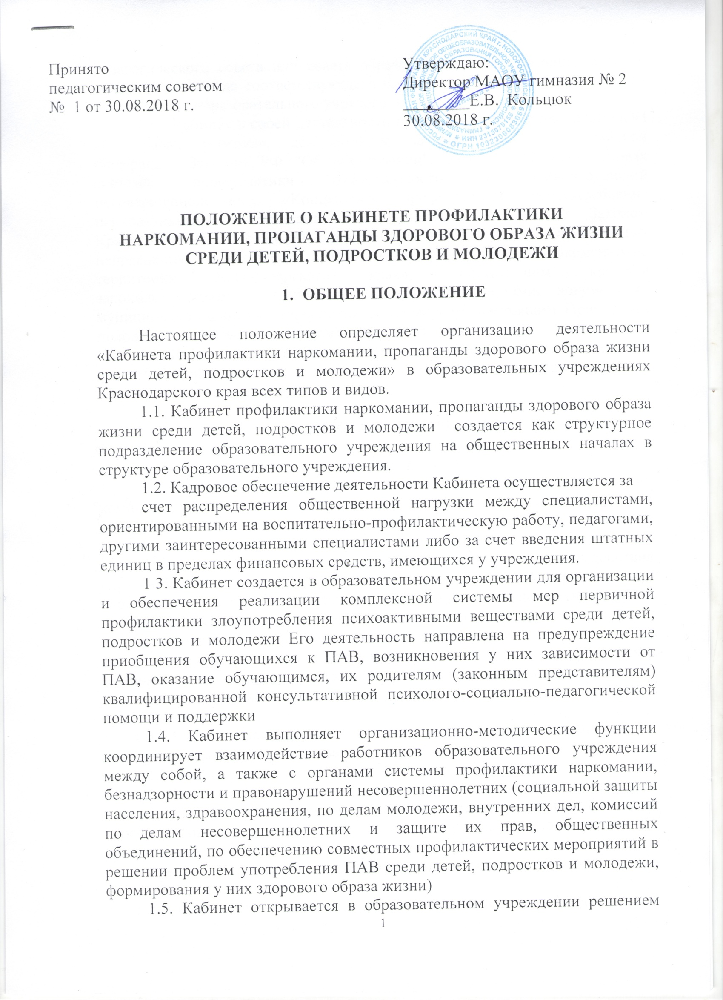 Принято
педагогическим советом
№ 1 от 30.08.2018 г.
Утверждаю:
Директор МАОУ гимназия № 2
________Е.В. Кольцюк
30.08.2018 г.
ПОЛОЖЕНИЕ О КАБИНЕТЕ ПРОФИЛАКТИКИ
НАРКОМАНИИ, ПРОПАГАНДЫ ЗДОРОВОГО ОБРАЗА ЖИЗНИ
СРЕДИ ДЕТЕЙ, ПОДРОСТКОВ И МОЛОДЕЖИ
1. ОБЩЕЕ ПОЛОЖЕНИЕ
Настоящее положение определяет организацию деятельности
«Кабинета профилактики наркомании, пропаганды здорового образа жизни
среди детей, подростков и молодежи» в образовательных учреждениях
Краснодарского края всех типов и видов.
1.1. Кабинет профилактики наркомании, пропаганды здорового образа
жизни среди детей, подростков и молодежи создается как структурное
подразделение образовательного учреждения на общественных началах в
структуре образовательного учреждения.
1.2. Кадровое обеспечение деятельности Кабинета осуществляется за
счет распределения общественной нагрузки между специалистами,
ориентированными на воспитательно-профилактическую работу, педагогами,
другими заинтересованными специалистами либо за счет введения штатных
единиц в пределах финансовых средств, имеющихся у учреждения.
1 3. Кабинет создается в образовательном учреждении для организации
и обеспечения реализации комплексной системы мер первичной
профилактики злоупотребления психоактивными веществами среди детей,
подростков и молодежи Его деятельность направлена на предупреждение
приобщения обучающихся к ПАВ, возникновения у них зависимости от
ПАВ, оказание обучающимся, их родителям (законным представителям)
квалифицированной консультативной психолого-социально-педагогической
помощи и поддержки
1.4. Кабинет выполняет организационно-методические функции
координирует взаимодействие работников образовательного учреждения
между собой, а также с органами системы профилактики наркомании,
безнадзорности и правонарушений несовершеннолетних (социальной защиты
населения, здравоохранения, по делам молодежи, внутренних дел, комиссий
по делам несовершеннолетних и защите их прав, общественных
объединений, по обеспечению совместных профилактических мероприятий в
решении проблем употребления ПАВ среди детей, подростков и молодежи,
формирования у них здорового образа жизни)
1.5. Кабинет открывается в образовательном учреждении решением
1